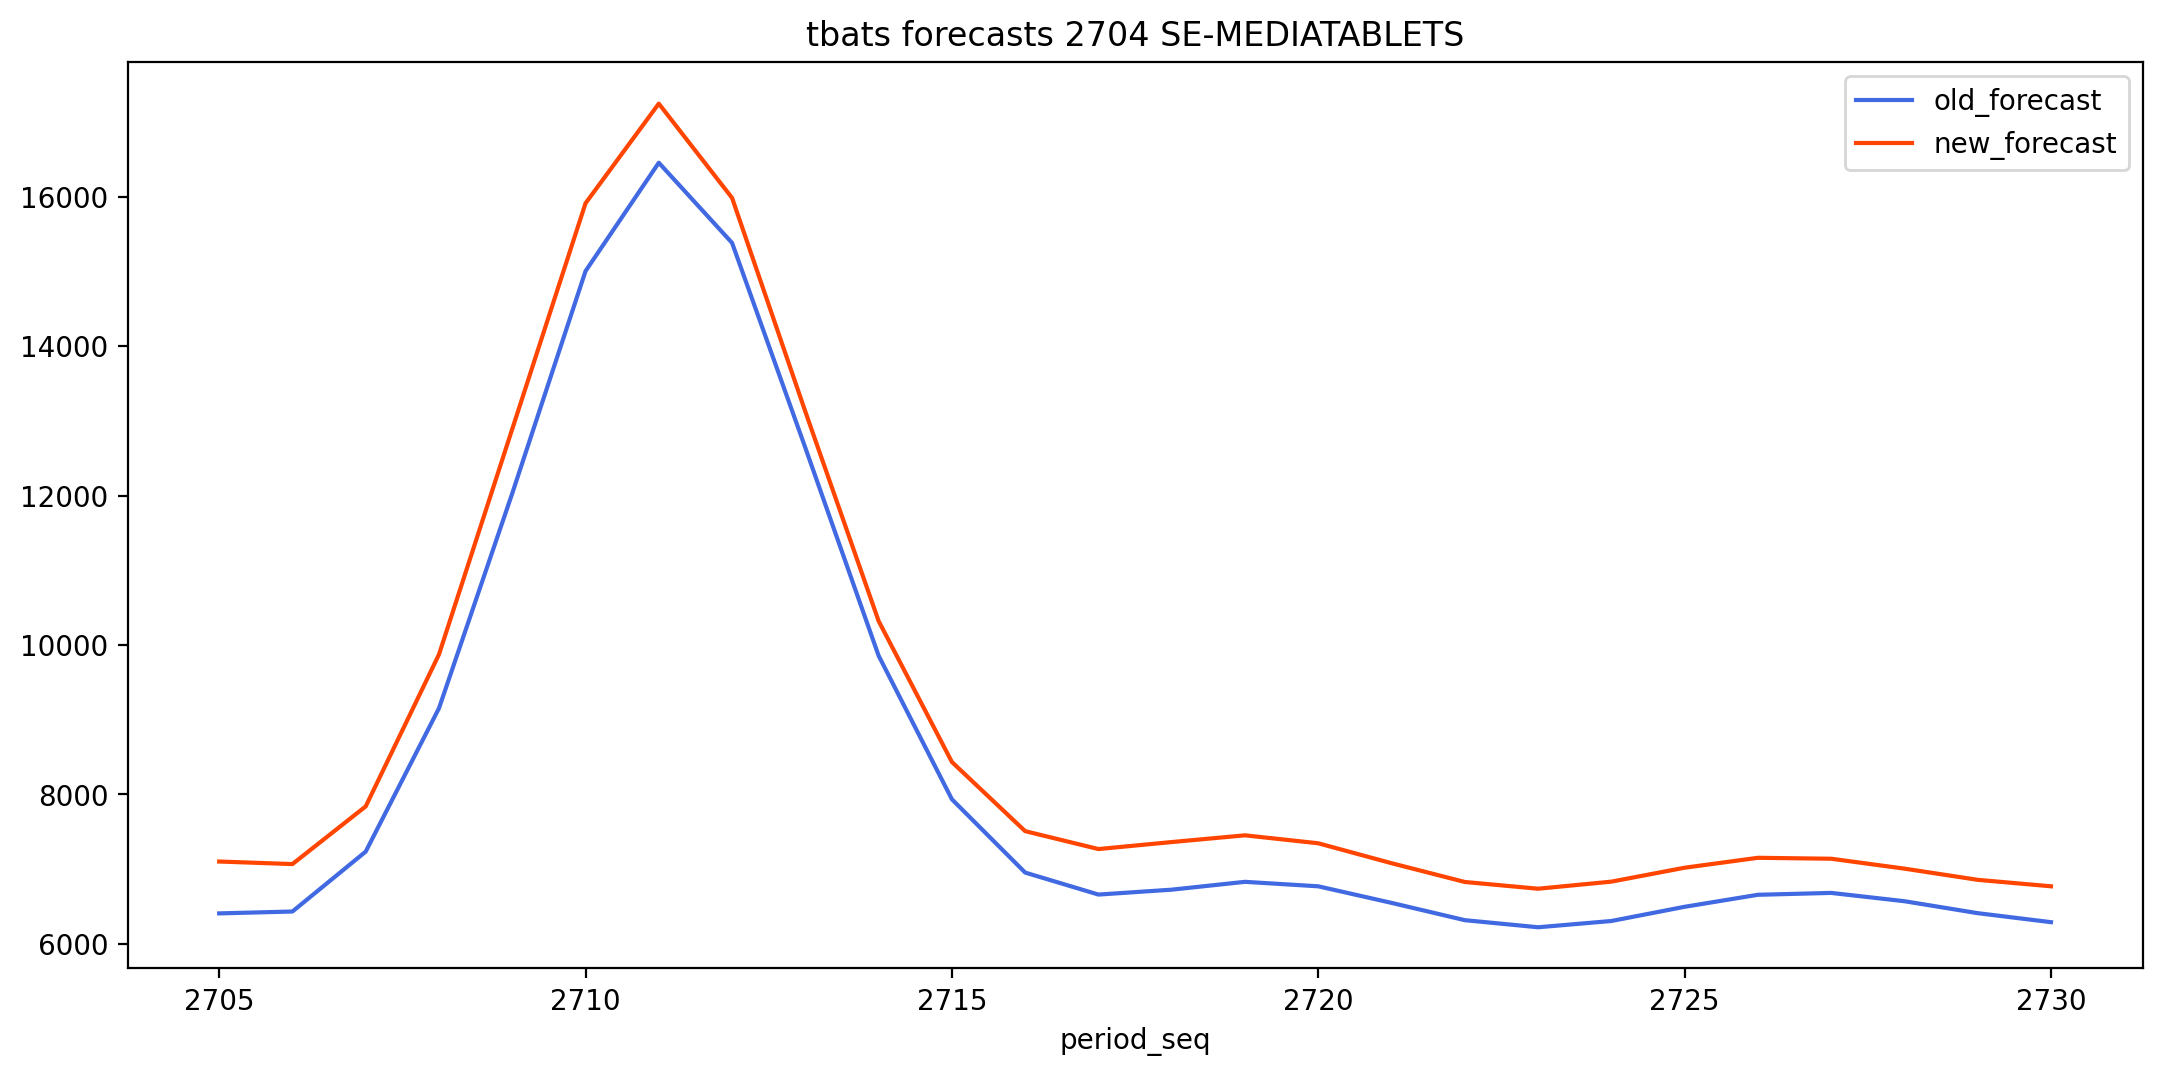 tbats forecasts 2704 SE-MEDIATABLETS
old_forecast
new_forecast
16000
14000
12000
10000
8000
6000
2705 2710 2715 2720 2725 2730
period_seq